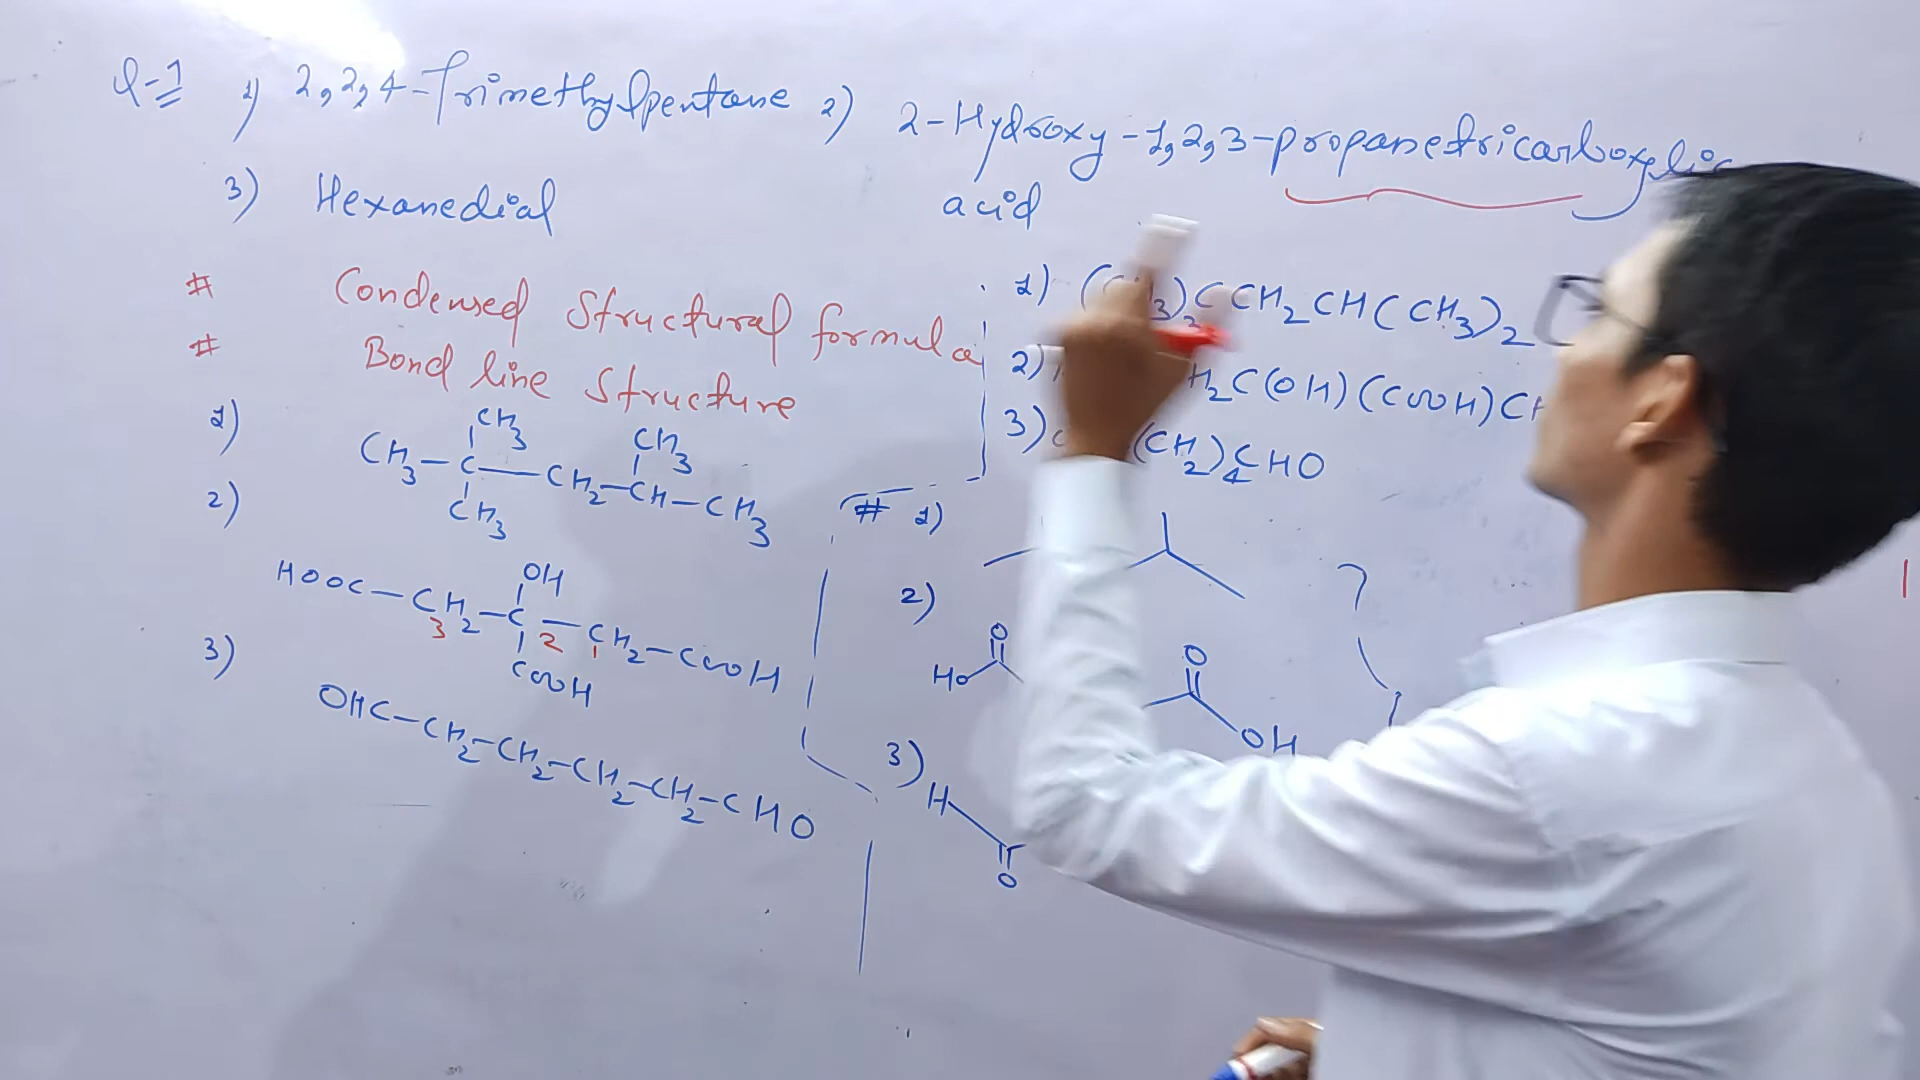 Q-1 1) 2,2,4-Trimethylpentane 2) 2-Hydroxy-1,2,3-propanetricarboxylic
3) Hexanedial acid
# Condensed Structural formula
# Bond line Structure
1) CH3-C-CH2-CH-CH3
CH3 CH3
CH3
2) HOOC-CH2-C-CH2-COOH
OH
3 2 1
COOH
3) OHC-CH2-CH2-CH2-CH2-CHO
1) 3)3CCH2CH(CH3)2
2) H2C(OH)(COOH)CH
3) (CH2)4CHO
# 1)
2)
O O
HO OH
3)
H
O